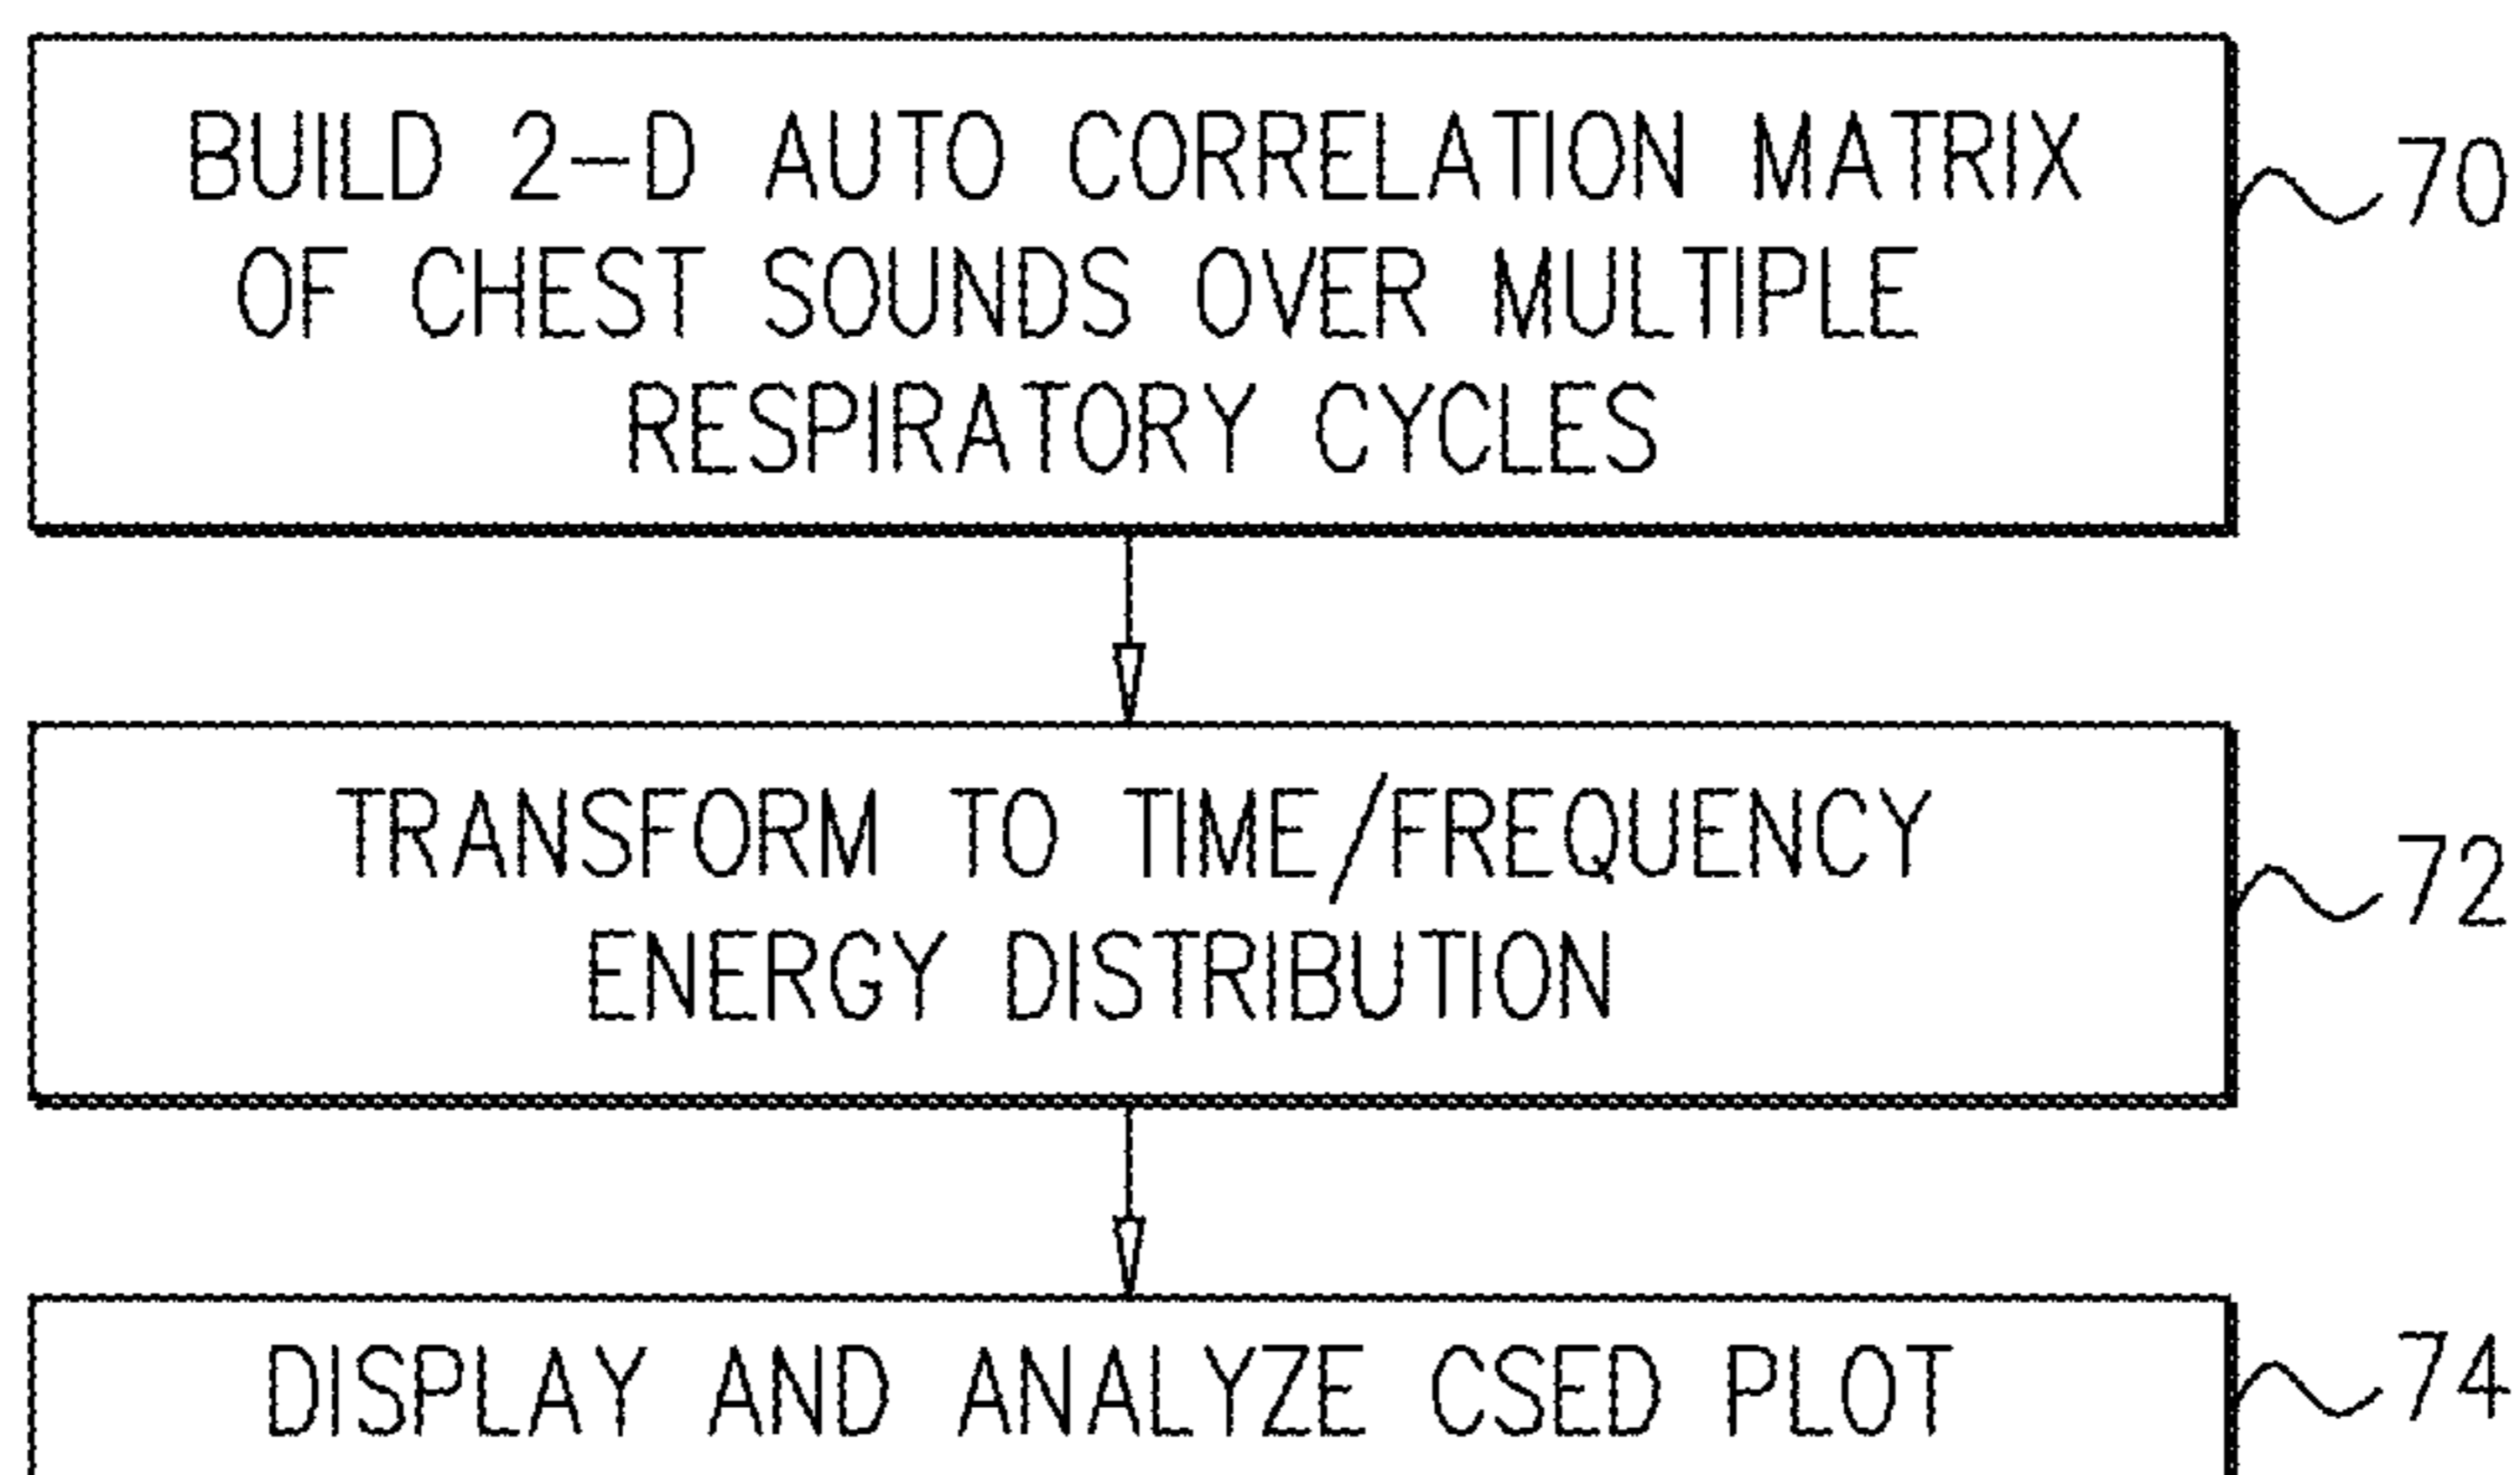 BUILD 2-D AUTO CORRELATION MATRIX
OF CHEST SOUNDS OVER MULTIPLE
RESPIRATORY CYCLES
70
TRANSFORM TO TIME/FREQUENCY
ENERGY DISTRIBUTION
72
DISPLAY AND ANALYZE CSED PLOT
74